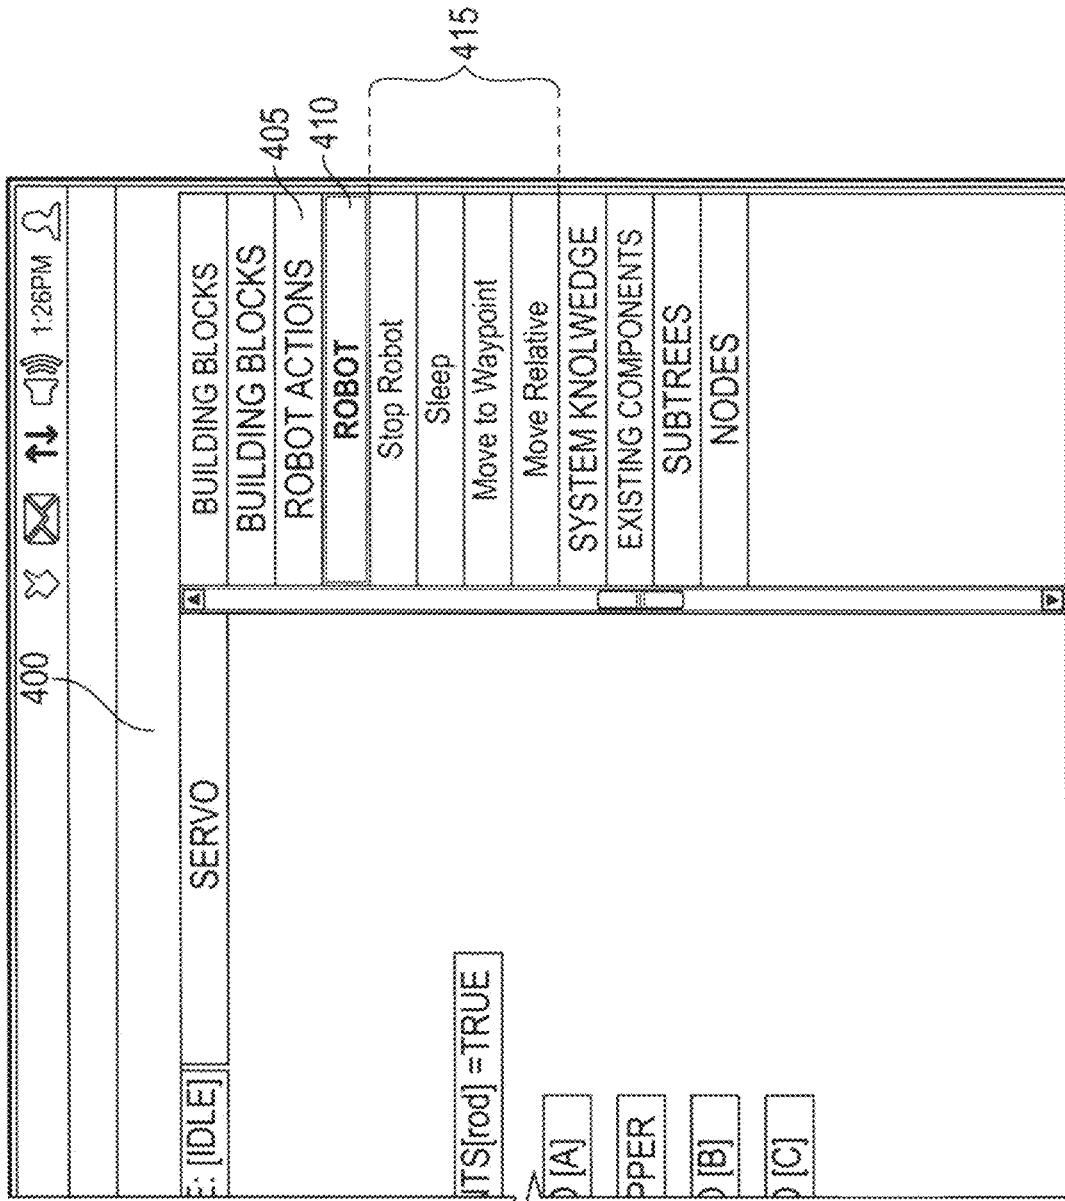 400
1:26PM
E: [IDLE]
SERVO
BUILDING BLOCKS
BUILDING BLOCKS
ROBOT ACTIONS
405
ROBOT
410
Stop Robot
Sleep
Move to Waypoint
Move Relative
415
SYSTEM KNOLWEDGE
EXISTING COMPONENTS
SUBTREES
NODES
NTS[rod] =TRUE
D [A]
PPER
D [B]
D [C]